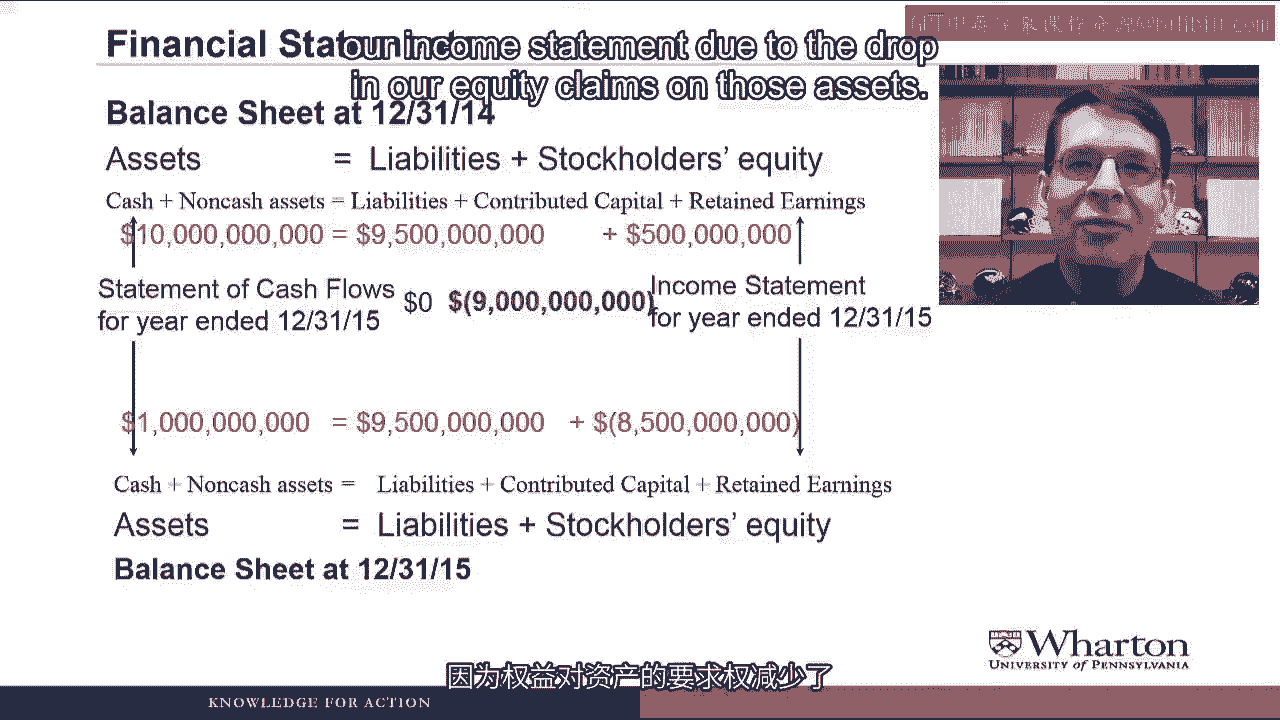 our income statement due to the drop
in our equity claims on those assets.
Balance Sheet at 12/31/14
Assets = Liabilities + Stockholders’ equity
Cash + Noncash assets = Liabilities + Contributed Capital + Retained Earnings
$10,000,000,000 = $9,500,000,000 + $500,000,000
Statement of Cash Flows
for year ended 12/31/15
$0 $(9,000,000,000)
Income Statement
for year ended 12/31/15
$1,000,000,000 = $9,500,000,000 + $(8,500,000,000)
Cash + Noncash assets = Liabilities + Contributed Capital + Retained Earnings
Assets = Liabilities + Stockholders’ equity
Balance Sheet at 12/31/15
Wharton
UNIVERSITY of PENNSYLVANIA
因为权益对资产的要求权减少了
KNOWLEDGE FOR ACTION